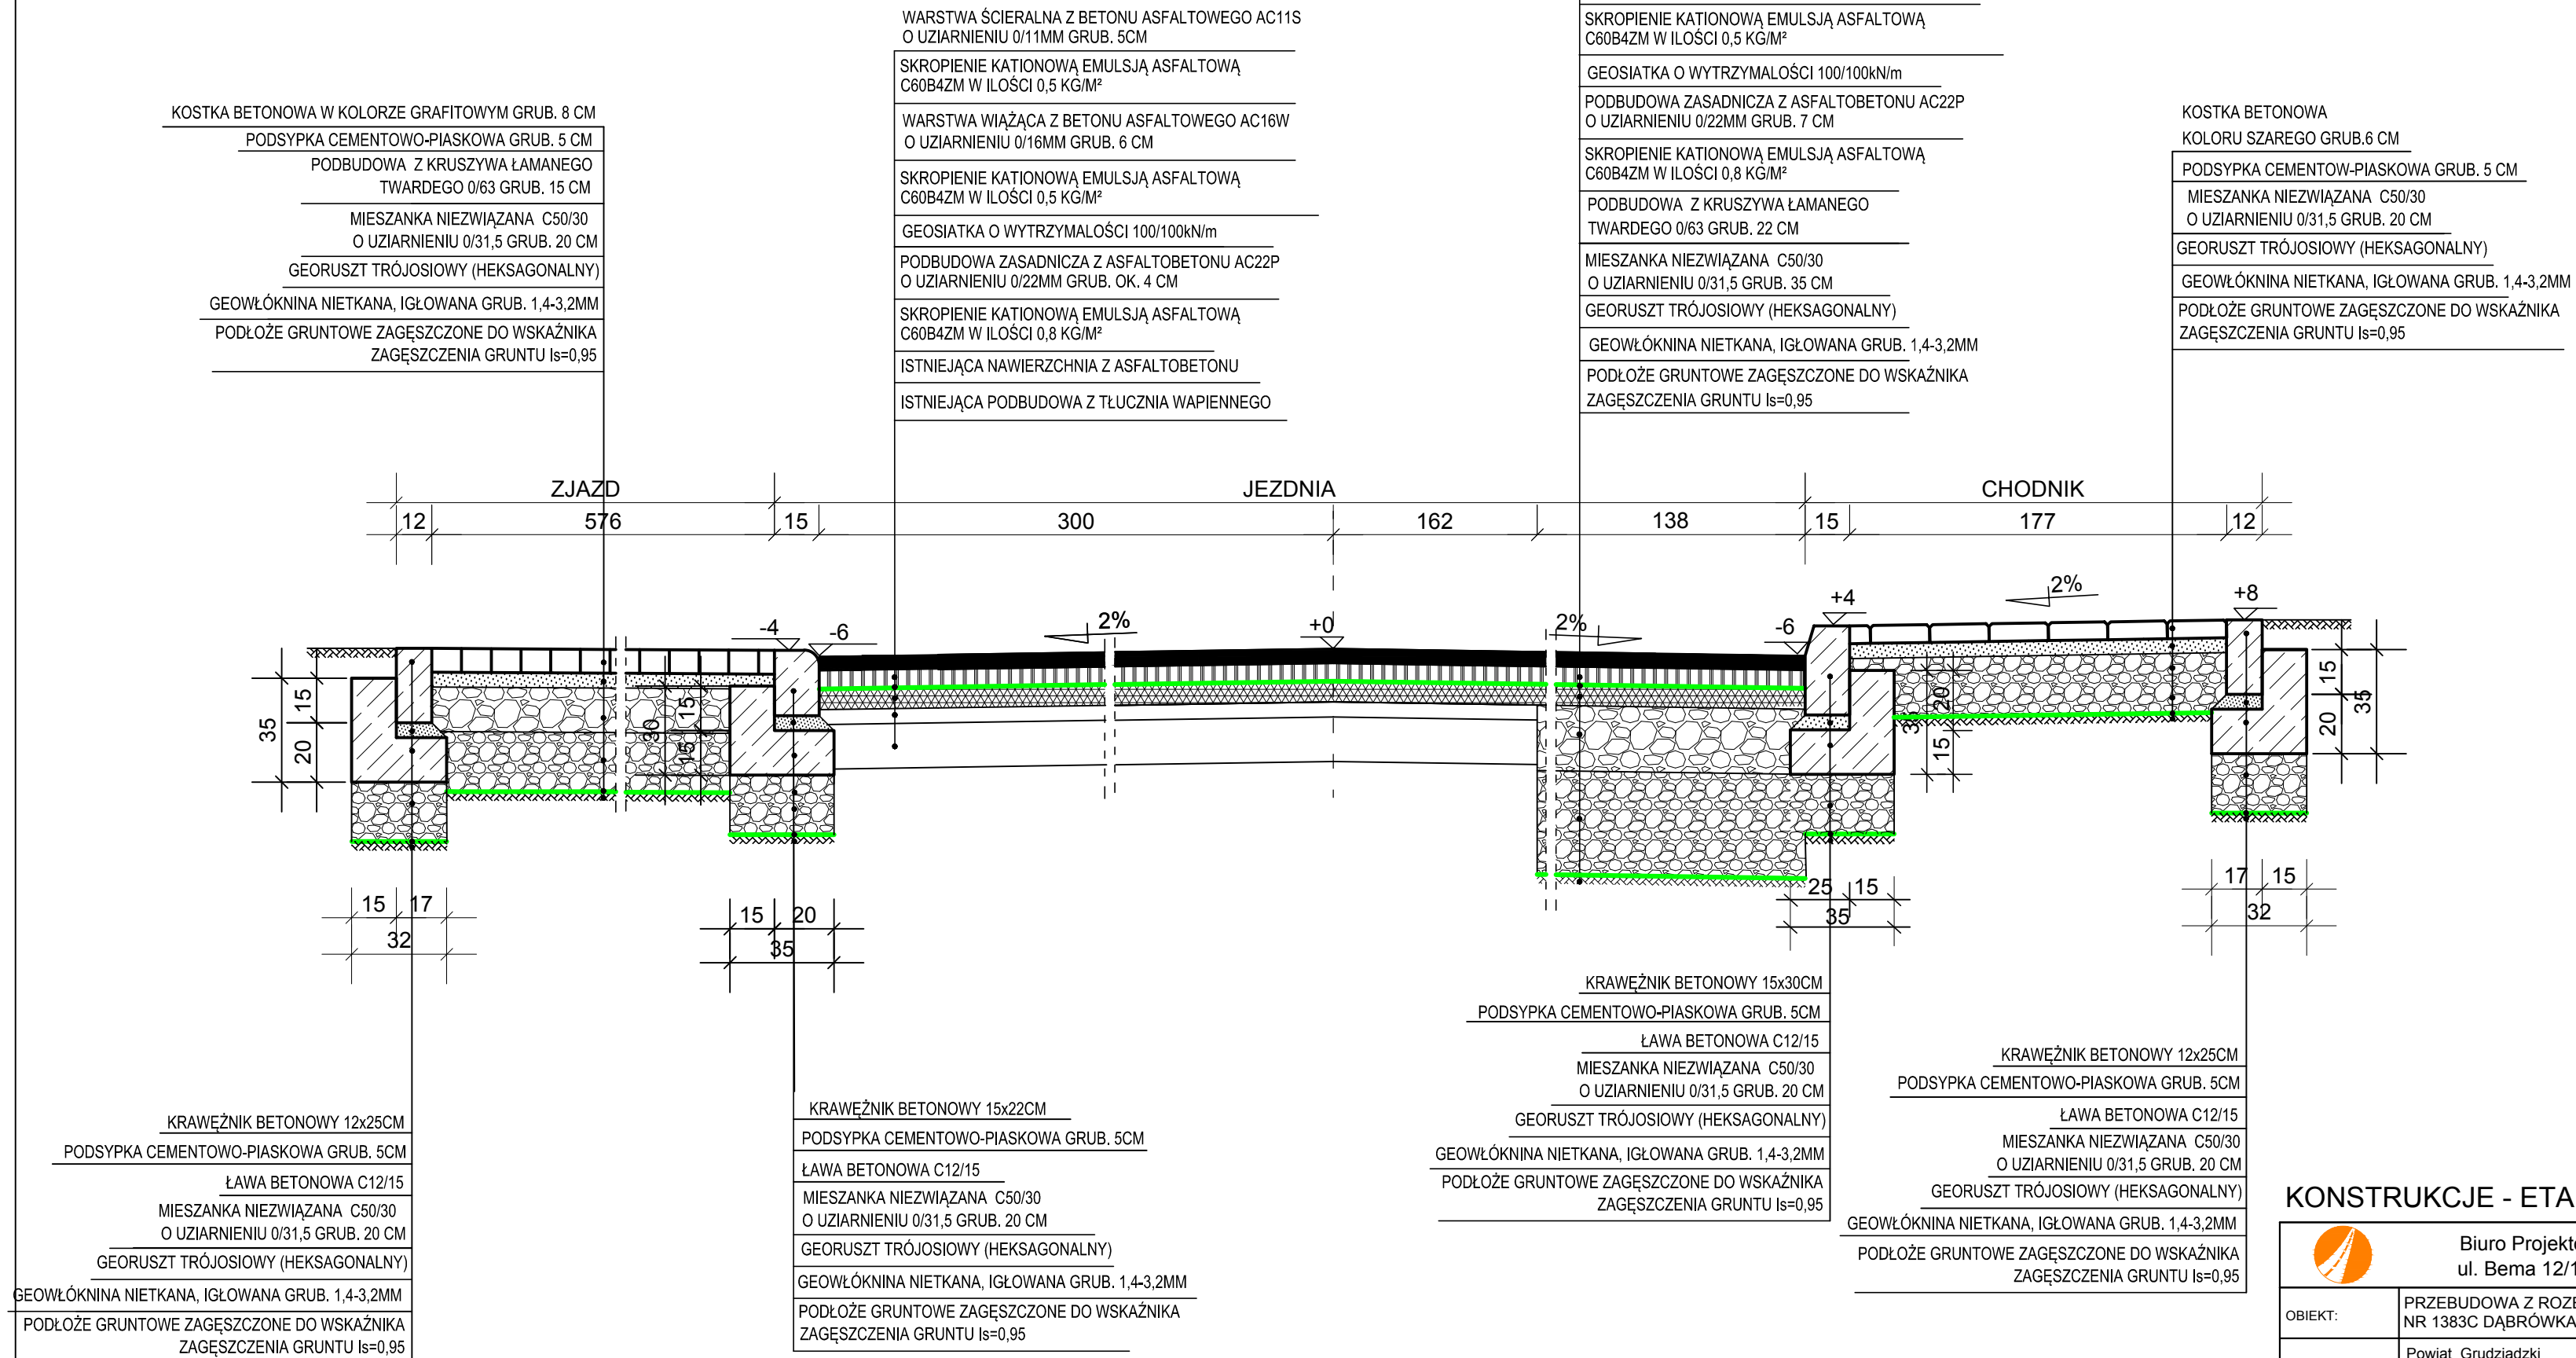 WARSTWA ŚCIERALNA Z BETONU ASFALTOWEGO AC11S
O UZIARNIENIU 0/11MM GRUB. 5CM
SKROPIENIE KATIONOWĄ EMULSJĄ ASFALTOWĄ
C60B4ZM W ILOŚCI 0,5 KG/M²
WARSTWA WIĄŻĄCA Z BETONU ASFALTOWEGO AC16W
O UZIARNIENIU 0/16MM GRUB. 6 CM
SKROPIENIE KATIONOWĄ EMULSJĄ ASFALTOWĄ
C60B4ZM W ILOŚCI 0,5 KG/M²
GEOSIATKA O WYTRZYMALOŚCI 100/100kN/m
PODBUDOWA ZASADNICZA Z ASFALTOBETONU AC22P
O UZIARNIENIU 0/22MM GRUB. OK. 4 CM
SKROPIENIE KATIONOWĄ EMULSJĄ ASFALTOWĄ
C60B4ZM W ILOŚCI 0,8 KG/M²
ISTNIEJĄCA NAWIERZCHNIA Z ASFALTOBETONU
ISTNIEJĄCA PODBUDOWA Z TŁUCZNIA WAPIENNEGO
SKROPIENIE KATIONOWĄ EMULSJĄ ASFALTOWĄ
C60B4ZM W ILOŚCI 0,5 KG/M²
GEOSIATKA O WYTRZYMALOŚCI 100/100kN/m
PODBUDOWA ZASADNICZA Z ASFALTOBETONU AC22P
O UZIARNIENIU 0/22MM GRUB. 7 CM
SKROPIENIE KATIONOWĄ EMULSJĄ ASFALTOWĄ
C60B4ZM W ILOŚCI 0,8 KG/M²
PODBUDOWA Z KRUSZYWA ŁAMANEGO
TWARDEGO 0/63 GRUB. 22 CM
MIESZANKA NIEZWIĄZANA C50/30
O UZIARNIENIU 0/31,5 GRUB. 35 CM
GEORUSZT TRÓJOSIOWY (HEKSAGONALNY)
GEOWŁÓKNINA NIETKANA, IGŁOWANA GRUB. 1,4-3,2MM
PODŁOŻE GRUNTOWE ZAGĘSZCZONE DO WSKAŹNIKA
ZAGĘSZCZENIA GRUNTU Is=0,95
KOSTKA BETONOWA W KOLORZE GRAFITOWYM GRUB. 8 CM
PODSYPKA CEMENTOWO-PIASKOWA GRUB. 5 CM
PODBUDOWA Z KRUSZYWA ŁAMANEGO
TWARDEGO 0/63 GRUB. 15 CM
MIESZANKA NIEZWIĄZANA C50/30
O UZIARNIENIU 0/31,5 GRUB. 20 CM
GEORUSZT TRÓJOSIOWY (HEKSAGONALNY)
GEOWŁÓKNINA NIETKANA, IGŁOWANA GRUB. 1,4-3,2MM
PODŁOŻE GRUNTOWE ZAGĘSZCZONE DO WSKAŹNIKA
ZAGĘSZCZENIA GRUNTU Is=0,95
KOSTKA BETONOWA
KOLORU SZAREGO GRUB.6 CM
PODSYPKA CEMENTOW-PIASKOWA GRUB. 5 CM
MIESZANKA NIEZWIĄZANA C50/30
O UZIARNIENIU 0/31,5 GRUB. 20 CM
GEORUSZT TRÓJOSIOWY (HEKSAGONALNY)
GEOWŁÓKNINA NIETKANA, IGŁOWANA GRUB. 1,4-3,2MM
PODŁOŻE GRUNTOWE ZAGĘSZCZONE DO WSKAŹNIKA
ZAGĘSZCZENIA GRUNTU Is=0,95
ZJAZD JEZDNIA CHODNIK
12 576 15 300 162 138 15 177 12
-4 -6 2% +0 2% -6 +4 2% +8
35 15 20
30 15 15
20 15
15 20 35
15 17
32
15 20
35
25 15
35
17 15
32
KRAWĘŻNIK BETONOWY 12x25CM
PODSYPKA CEMENTOWO-PIASKOWA GRUB. 5CM
ŁAWA BETONOWA C12/15
MIESZANKA NIEZWIĄZANA C50/30
O UZIARNIENIU 0/31,5 GRUB. 20 CM
GEORUSZT TRÓJOSIOWY (HEKSAGONALNY)
GEOWŁÓKNINA NIETKANA, IGŁOWANA GRUB. 1,4-3,2MM
PODŁOŻE GRUNTOWE ZAGĘSZCZONE DO WSKAŹNIKA
ZAGĘSZCZENIA GRUNTU Is=0,95
KRAWĘŻNIK BETONOWY 15x22CM
PODSYPKA CEMENTOWO-PIASKOWA GRUB. 5CM
ŁAWA BETONOWA C12/15
MIESZANKA NIEZWIĄZANA C50/30
O UZIARNIENIU 0/31,5 GRUB. 20 CM
GEORUSZT TRÓJOSIOWY (HEKSAGONALNY)
GEOWŁÓKNINA NIETKANA, IGŁOWANA GRUB. 1,4-3,2MM
PODŁOŻE GRUNTOWE ZAGĘSZCZONE DO WSKAŹNIKA
ZAGĘSZCZENIA GRUNTU Is=0,95
KRAWĘŻNIK BETONOWY 15x30CM
PODSYPKA CEMENTOWO-PIASKOWA GRUB. 5CM
ŁAWA BETONOWA C12/15
MIESZANKA NIEZWIĄZANA C50/30
O UZIARNIENIU 0/31,5 GRUB. 20 CM
GEORUSZT TRÓJOSIOWY (HEKSAGONALNY)
GEOWŁÓKNINA NIETKANA, IGŁOWANA GRUB. 1,4-3,2MM
PODŁOŻE GRUNTOWE ZAGĘSZCZONE DO WSKAŹNIKA
ZAGĘSZCZENIA GRUNTU Is=0,95
KRAWĘŻNIK BETONOWY 12x25CM
PODSYPKA CEMENTOWO-PIASKOWA GRUB. 5CM
ŁAWA BETONOWA C12/15
MIESZANKA NIEZWIĄZANA C50/30
O UZIARNIENIU 0/31,5 GRUB. 20 CM
GEORUSZT TRÓJOSIOWY (HEKSAGONALNY)
GEOWŁÓKNINA NIETKANA, IGŁOWANA GRUB. 1,4-3,2MM
PODŁOŻE GRUNTOWE ZAGĘSZCZONE DO WSKAŹNIKA
ZAGĘSZCZENIA GRUNTU Is=0,95
KONSTRUKCJE - ETA
Biuro Projekt
ul. Bema 12/1
OBIEKT:
PRZEBUDOWA Z ROZ
NR 1383C DĄBRÓWKA
Powiat Grudziądzki